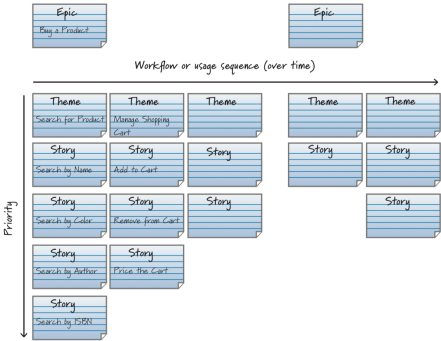 Epic
Buy a Product
Epic
Workflow or usage sequence (over time)
Priority
Theme
Search for Product
Theme
Manage Shopping
Cart
Theme
Theme
Theme
Story
Search by Name
Story
Add to Cart
Story
Story
Story
Story
Search by Color
Story
Remove from Cart
Story
Story
Story
Search by Author
Story
Price the Cart
Story
Search by ISBN